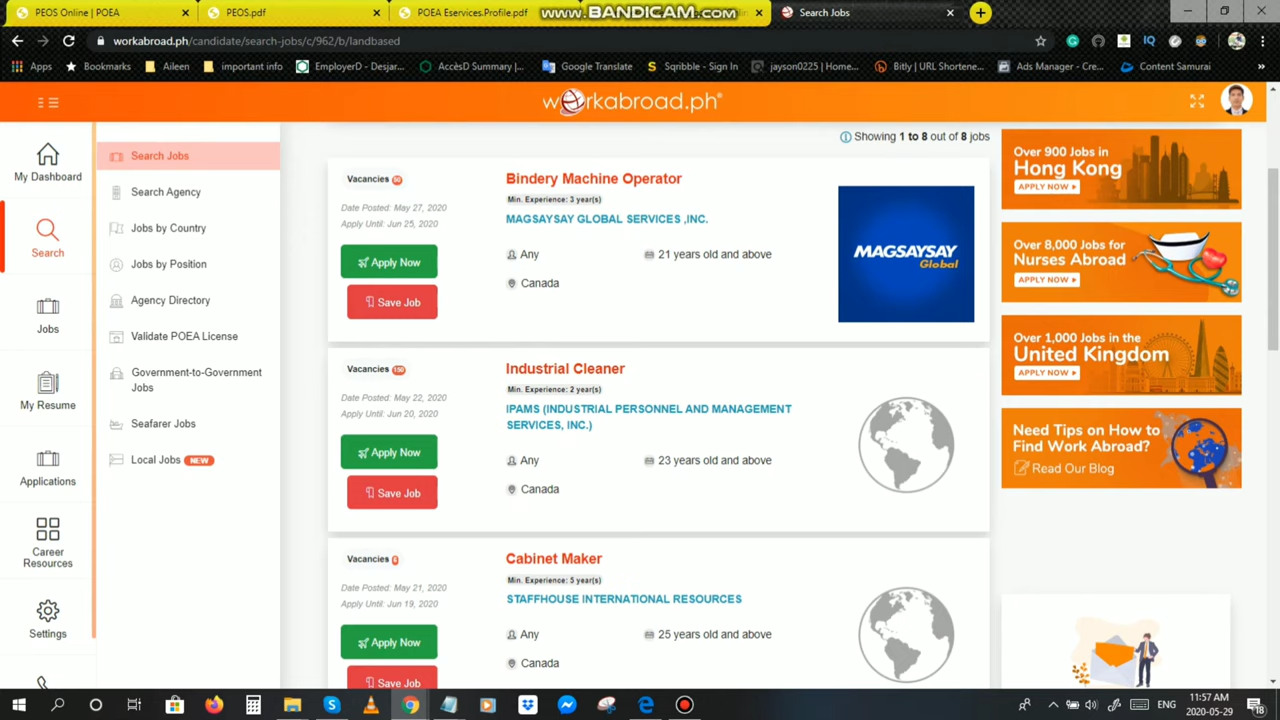 PEOS Online | POEA
PEOS.pdf
POEA Eservices.Profile.pdf
www.BANDICAM.com
Search Jobs
workabroad.ph/candidate/search-jobs/c/962/b/landbased
Apps
Bookmarks
Aileen
important info
EmployerD - Desjar...
AccèsD Summary |...
Google Translate
Sqribble - Sign In
jayson0225 | Home...
Bitly | URL Shortene...
Ads Manager - Cre...
Content Samurai
workabroad.ph®
My Dashboard
Search
Jobs
My Resume
Applications
Career
Resources
Settings
Search Jobs
Search Agency
Jobs by Country
Jobs by Position
Agency Directory
Validate POEA License
Government-to-Government
Jobs
Seafarer Jobs
Local Jobs NEW
Showing 1 to 8 out of 8 jobs
Vacancies 50
Date Posted: May 27, 2020
Apply Until: Jun 25, 2020
Apply Now
Save Job
Bindery Machine Operator
Min. Experience: 3 year(s)
MAGSAYSAY GLOBAL SERVICES ,INC.
Any
21 years old and above
Canada
MAGSAYSAY
Global
Vacancies 150
Date Posted: May 22, 2020
Apply Until: Jun 20, 2020
Apply Now
Save Job
Industrial Cleaner
Min. Experience: 2 year(s)
IPAMS (INDUSTRIAL PERSONNEL AND MANAGEMENT
SERVICES, INC.)
Any
23 years old and above
Canada
Vacancies
Date Posted: May 21, 2020
Apply Until: Jun 19, 2020
Apply Now
Save Job
Cabinet Maker
Min. Experience: 5 year(s)
STAFFHOUSE INTERNATIONAL RESOURCES
Any
25 years old and above
Canada
Over 900 Jobs in
Hong Kong
APPLY NOW
Over 8,000 Jobs for
Nurses Abroad
APPLY NOW
Over 1,000 Jobs in the
United Kingdom
APPLY NOW
Need Tips on How to
Find Work Abroad?
Read Our Blog
ENG
11:57 AM
2020-05-29
18